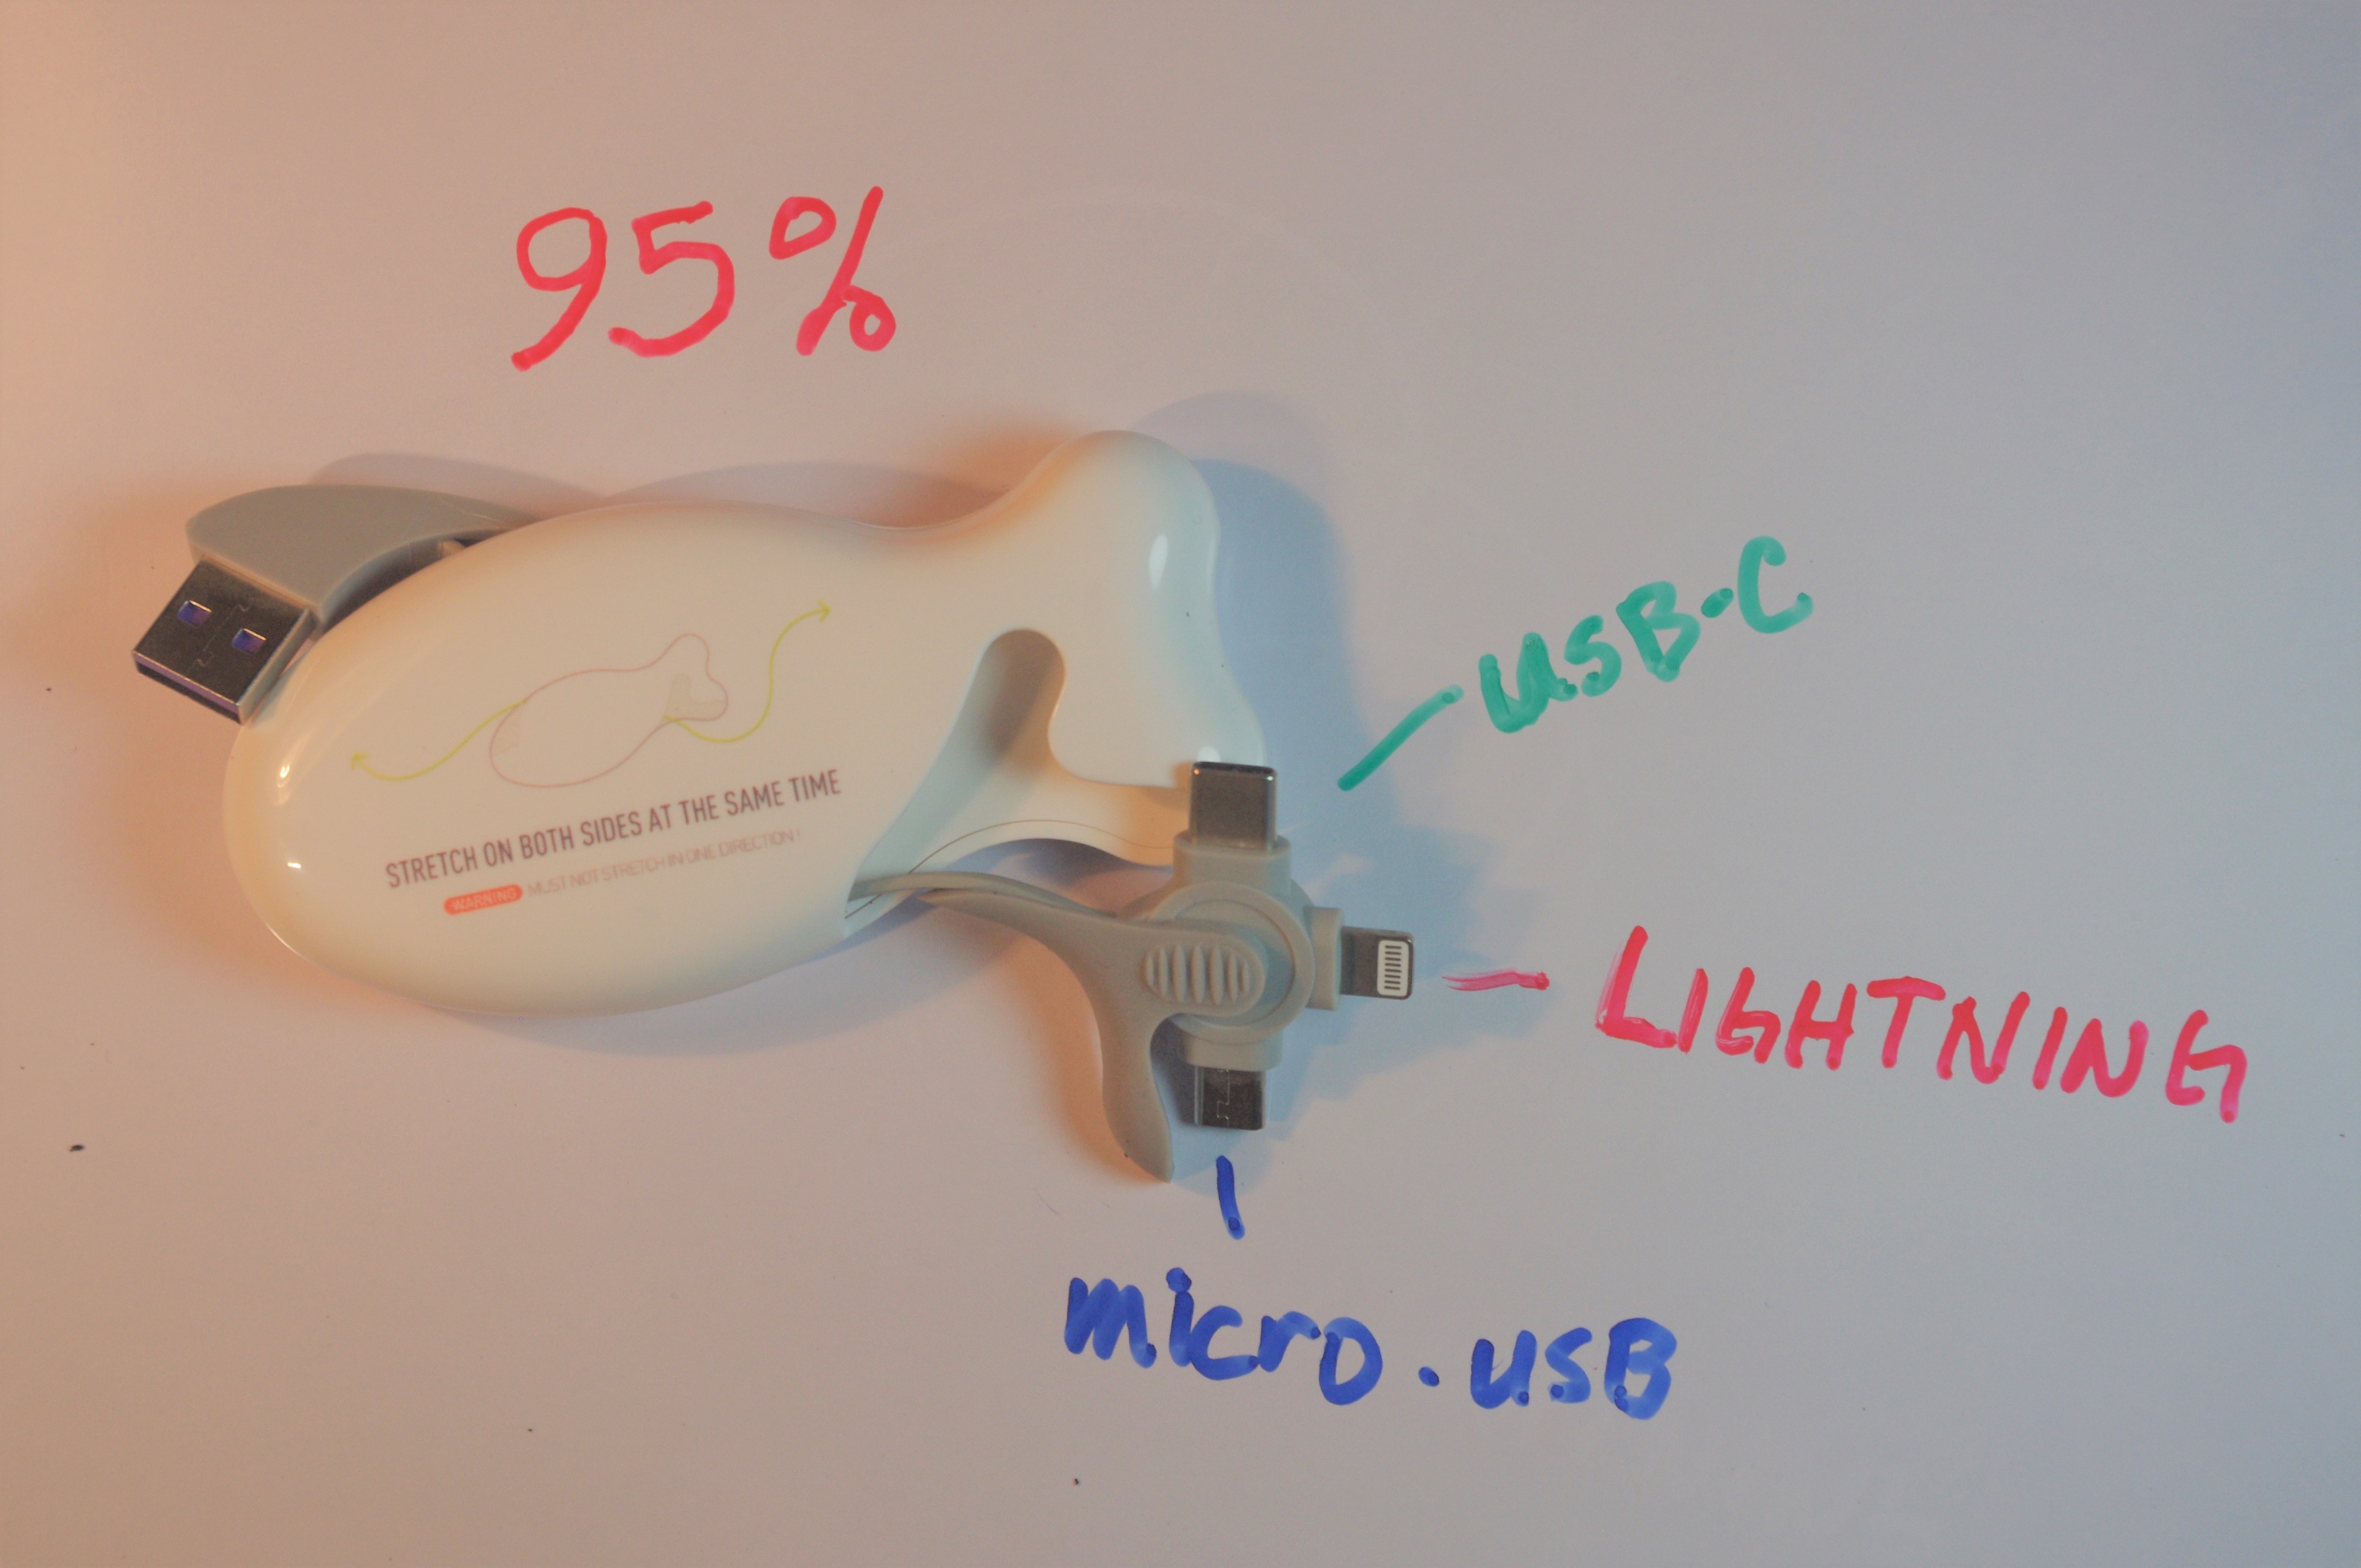 95%
USB-C
STRETCH ON BOTH SIDES AT THE SAME TIME
WARNING MUST NOT STRETCH IN ONE DIRECTION!
LIGHTNING
micro.USB